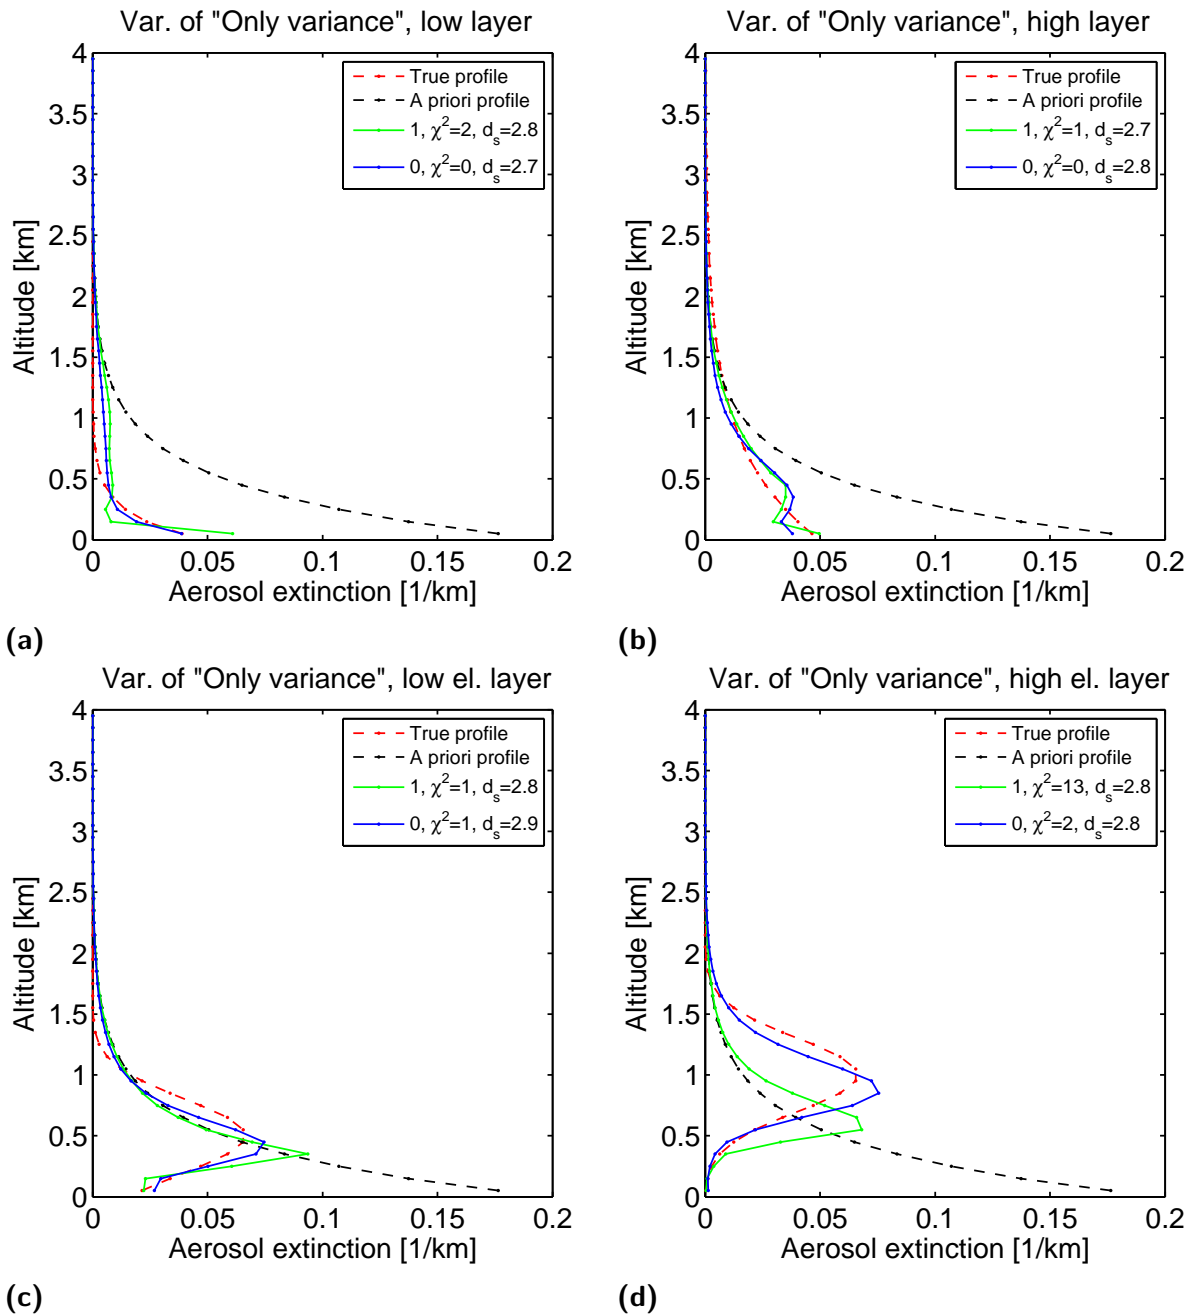 Var. of "Only variance", low layer
4
3.5
3
2.5
2
1.5
1
0.5
0
Altitude [km]
True profile
A priori profile
1, χ²=2, dₛ=2.8
0, χ²=0, dₛ=2.7
0 0.05 0.1 0.15 0.2
Aerosol extinction [1/km]
(a)
Var. of "Only variance", high layer
4
3.5
3
2.5
2
1.5
1
0.5
0
Altitude [km]
True profile
A priori profile
1, χ²=1, dₛ=2.7
0, χ²=0, dₛ=2.8
0 0.05 0.1 0.15 0.2
Aerosol extinction [1/km]
(b)
Var. of "Only variance", low el. layer
4
3.5
3
2.5
2
1.5
1
0.5
0
Altitude [km]
True profile
A priori profile
1, χ²=1, dₛ=2.8
0, χ²=1, dₛ=2.9
0 0.05 0.1 0.15 0.2
Aerosol extinction [1/km]
(c)
Var. of "Only variance", high el. layer
4
3.5
3
2.5
2
1.5
1
0.5
0
Altitude [km]
True profile
A priori profile
1, χ²=13, dₛ=2.8
0, χ²=2, dₛ=2.8
0 0.05 0.1 0.15 0.2
Aerosol extinction [1/km]
(d)